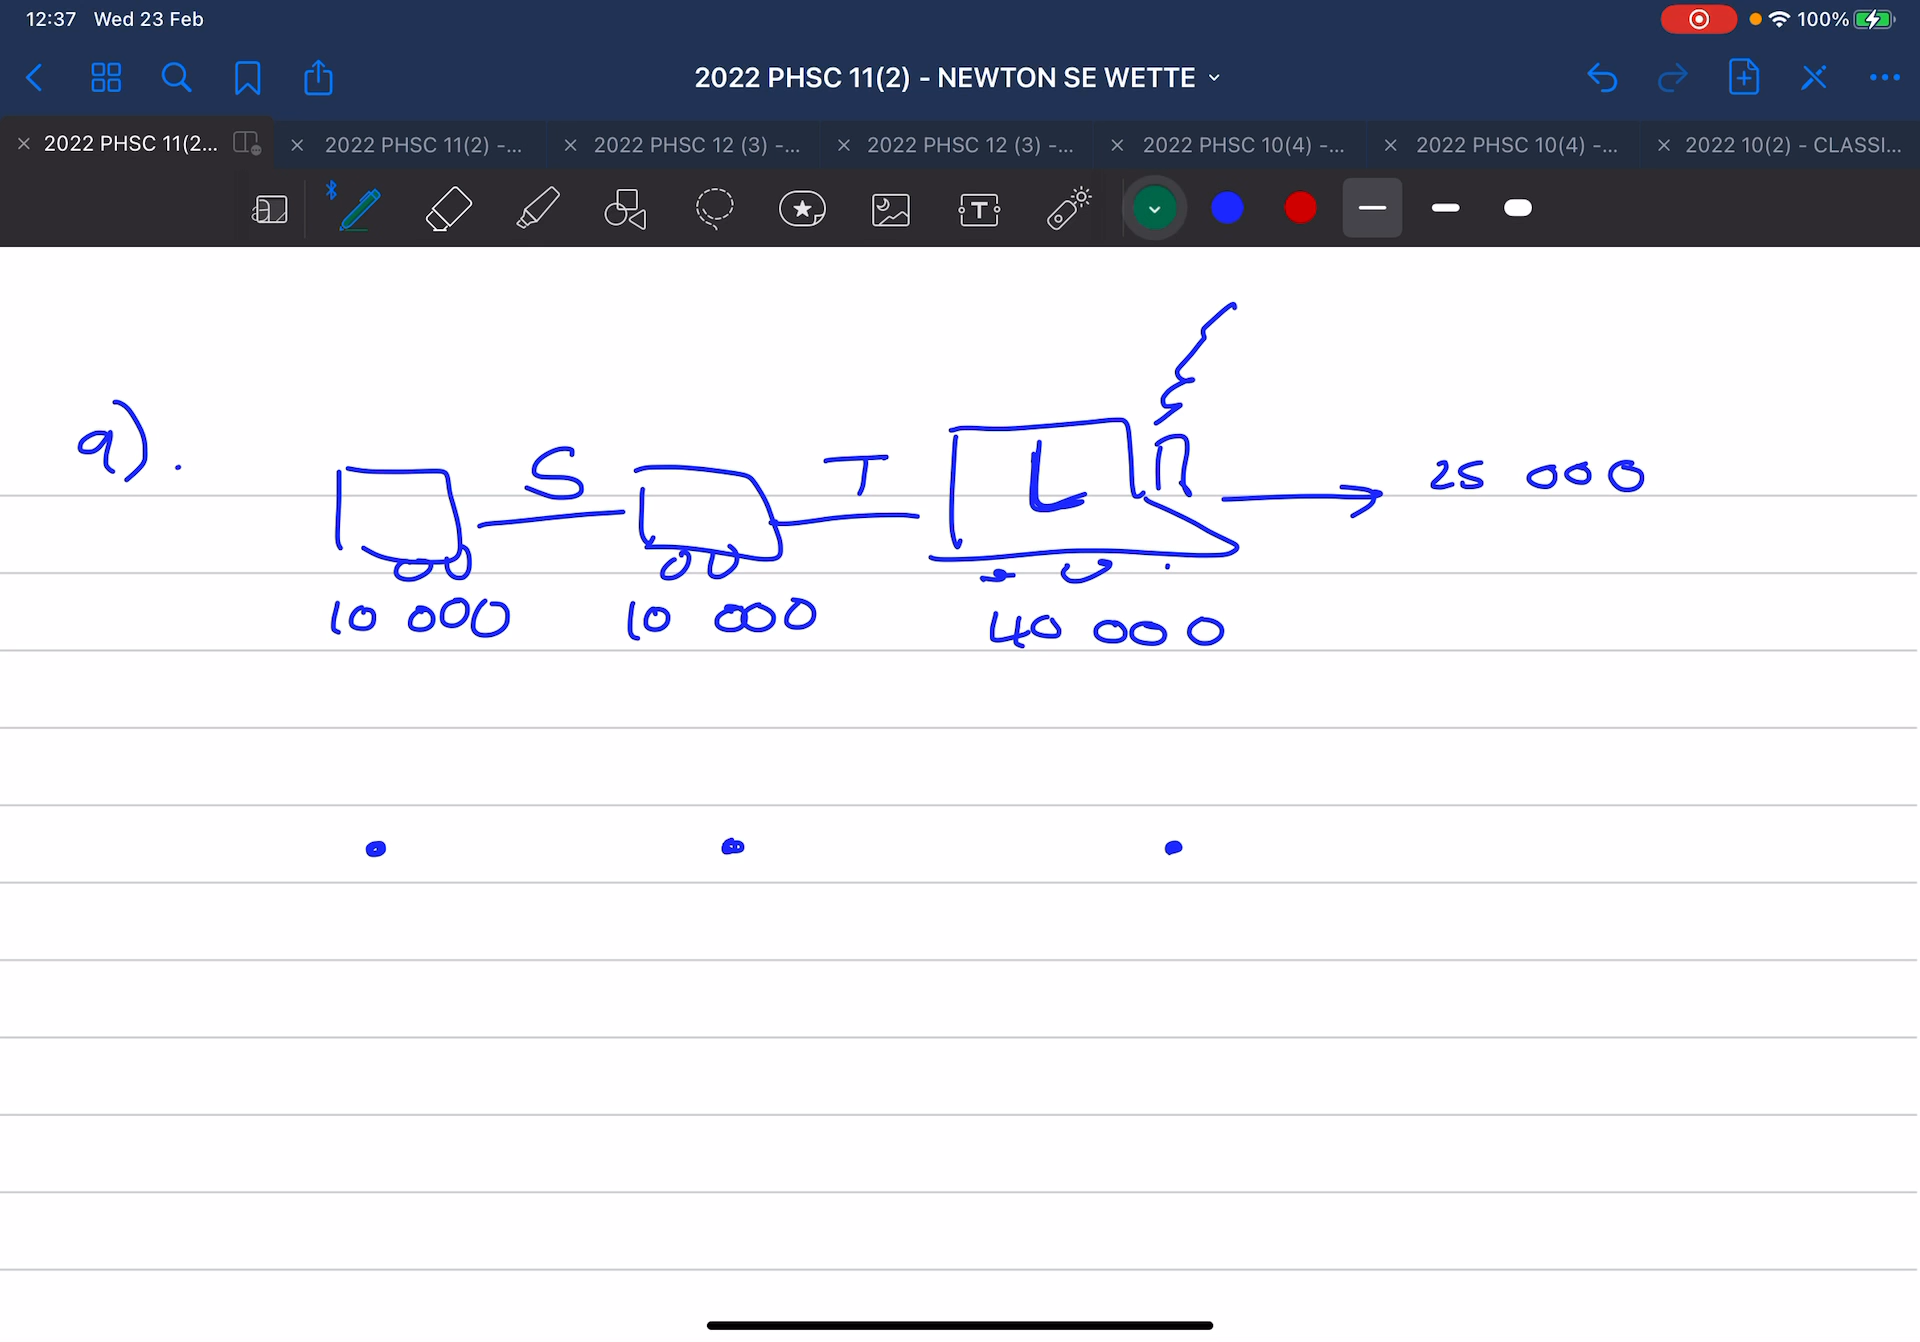 12:37 Wed 23 Feb 100%
2022 PHSC 11(2) - NEWTON SE WETTE
2022 PHSC 11(2... 2022 PHSC 11(2) -... 2022 PHSC 12 (3) -... 2022 PHSC 12 (3) -... 2022 PHSC 10(4) -... 2022 PHSC 10(4) -... 2022 10(2) - CLASSI...
T
a).
S T L 25 000
10 000 10 000 40 000